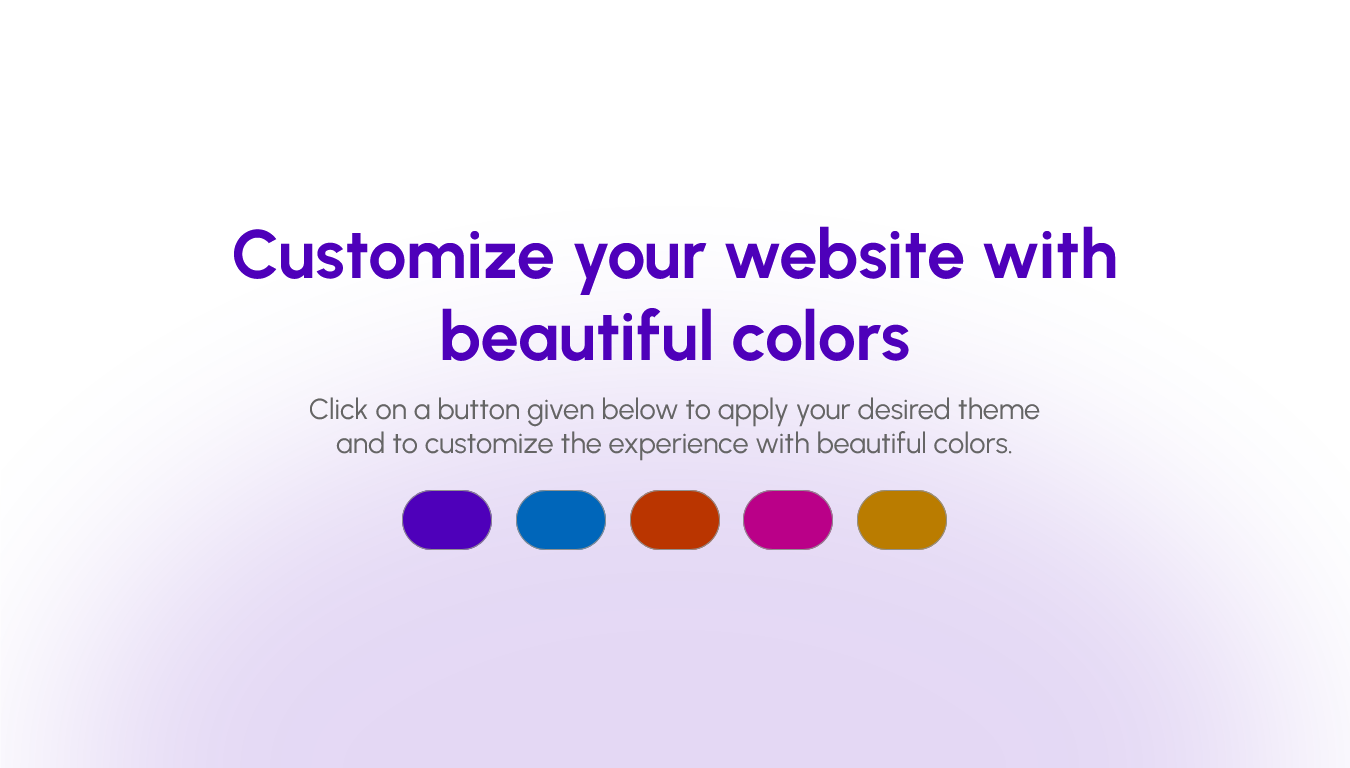 Customize your website with
beautiful colors
Click on a button given below to apply your desired theme
and to customize the experience with beautiful colors.